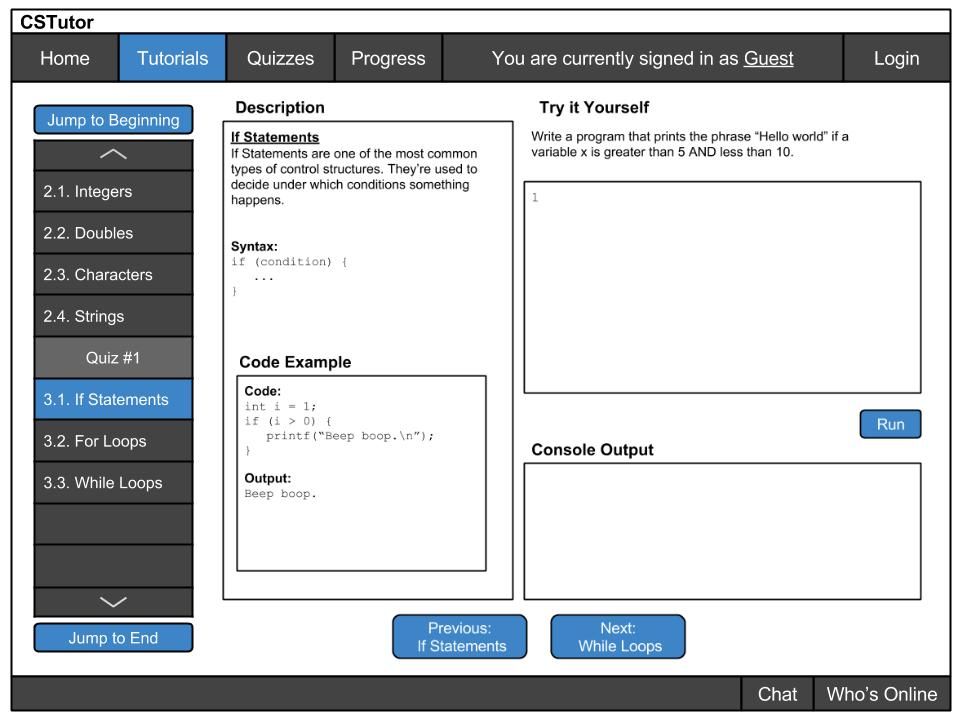 CSTutor
Home
Tutorials
Quizzes
Progress
You are currently signed in as Guest
Login
Jump to Beginning
2.1. Integers
2.2. Doubles
2.3. Characters
2.4. Strings
Quiz #1
3.1. If Statements
3.2. For Loops
3.3. While Loops
Jump to End
Description
If Statements
If Statements are one of the most common
types of control structures. They're used to
decide under which conditions something
happens.
Syntax:
if (condition) {
   ...
}
Code Example
Code:
int i = 1;
if (i > 0) {
   printf(“Beep boop.\n”);
}
Output:
Beep boop.
Try it Yourself
Write a program that prints the phrase “Hello world” if a
variable x is greater than 5 AND less than 10.
1
Run
Console Output
Previous:
If Statements
Next:
While Loops
Chat
Who's Online